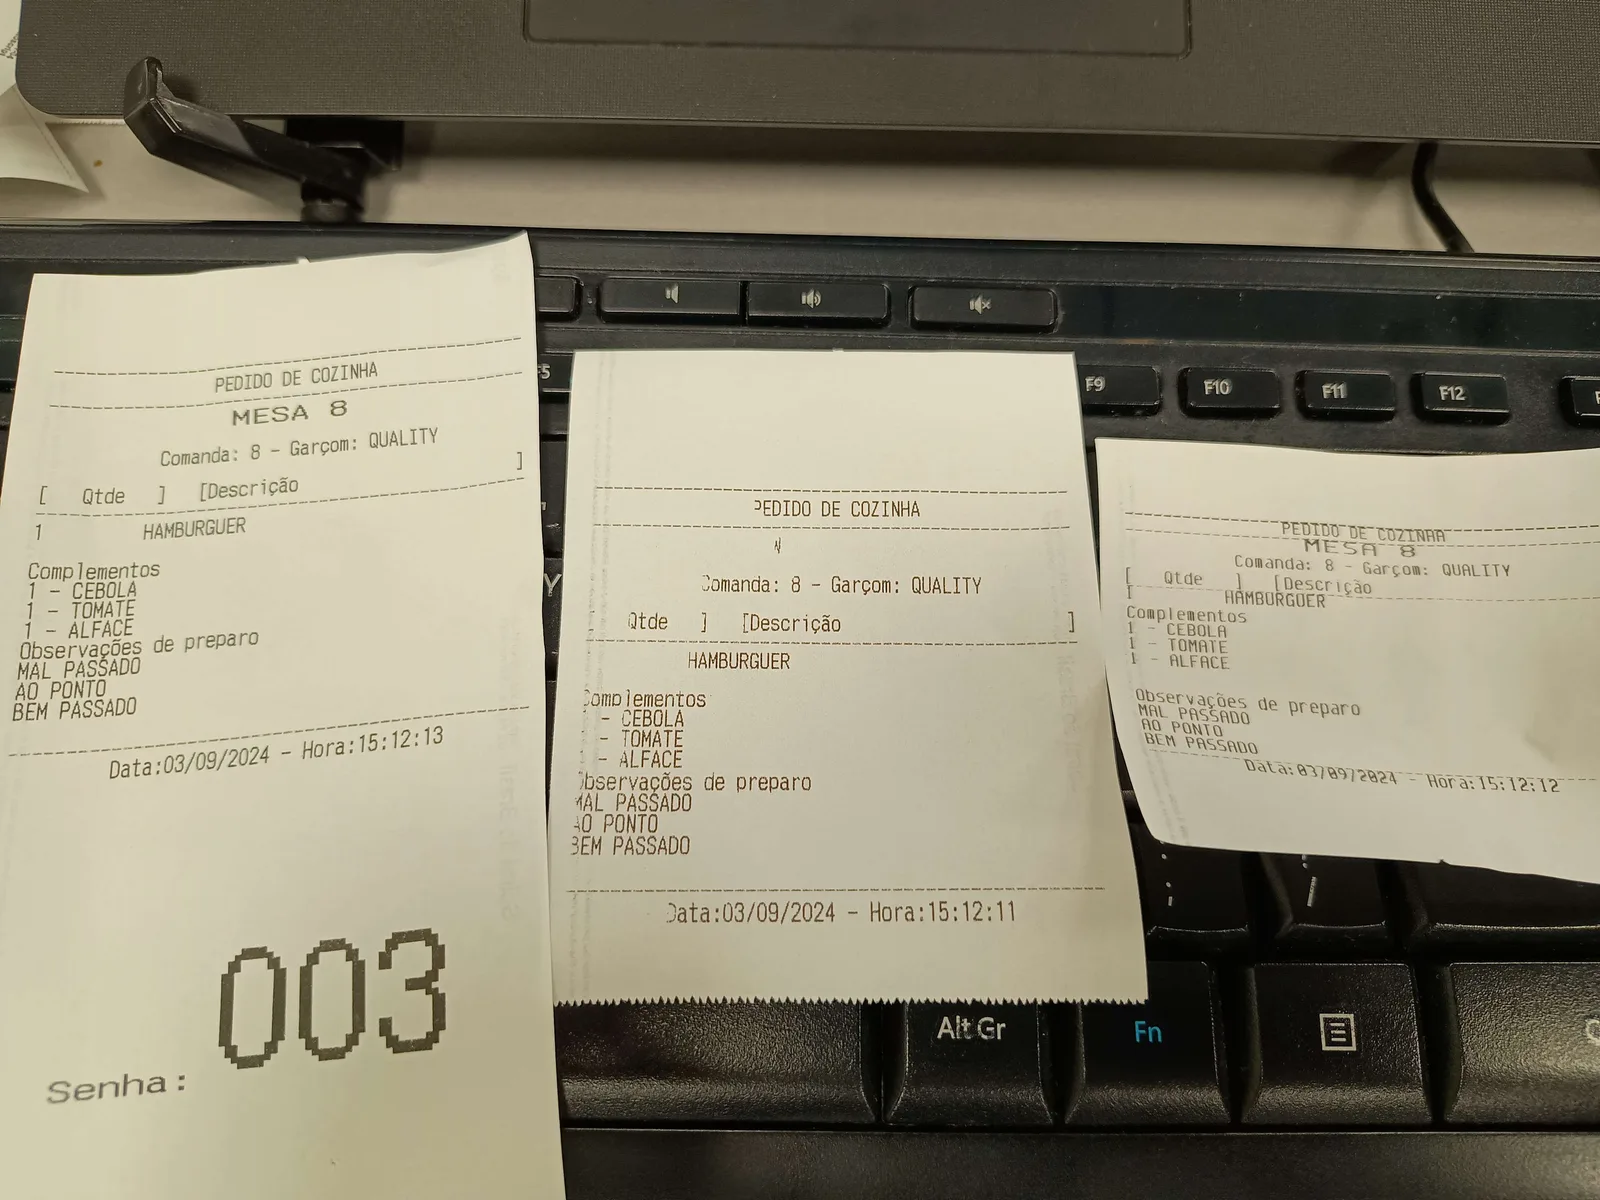 PEDIDO DE COZINHA
MESA 8
Comanda: 8 - Garçom: QUALITY
[ Qtde ] [Descrição ]
1 HAMBURGUER
Complementos
1 - CEBOLA
1 - TOMATE
1 - ALFACE
Observações de preparo
MAL PASSADO
AO PONTO
BEM PASSADO
Data:03/09/2024 - Hora:15:12:13
Senha: 003
PEDIDO DE COZINHA
Comanda: 8 - Garçom: QUALITY
Qtde ] [Descrição ]
HAMBURGUER
Complementos
- CEBOLA
- TOMATE
- ALFACE
Observações de preparo
MAL PASSADO
AO PONTO
BEM PASSADO
Data:03/09/2024 - Hora:15:12:11
PEDIDO DE COZINHA
MESA 8
Comanda: 8 - Garçom: QUALITY
[ Qtde ] [Descrição
HAMBURGUER
Complementos
1 - CEBOLA
1 - TOMATE
1 - ALFACE
Observações de preparo
MAL PASSADO
AO PONTO
BEM PASSADO
Data:03/09/2024 - Hora:15:12:12
F9
F10
F11
F12
Alt Gr
Fn